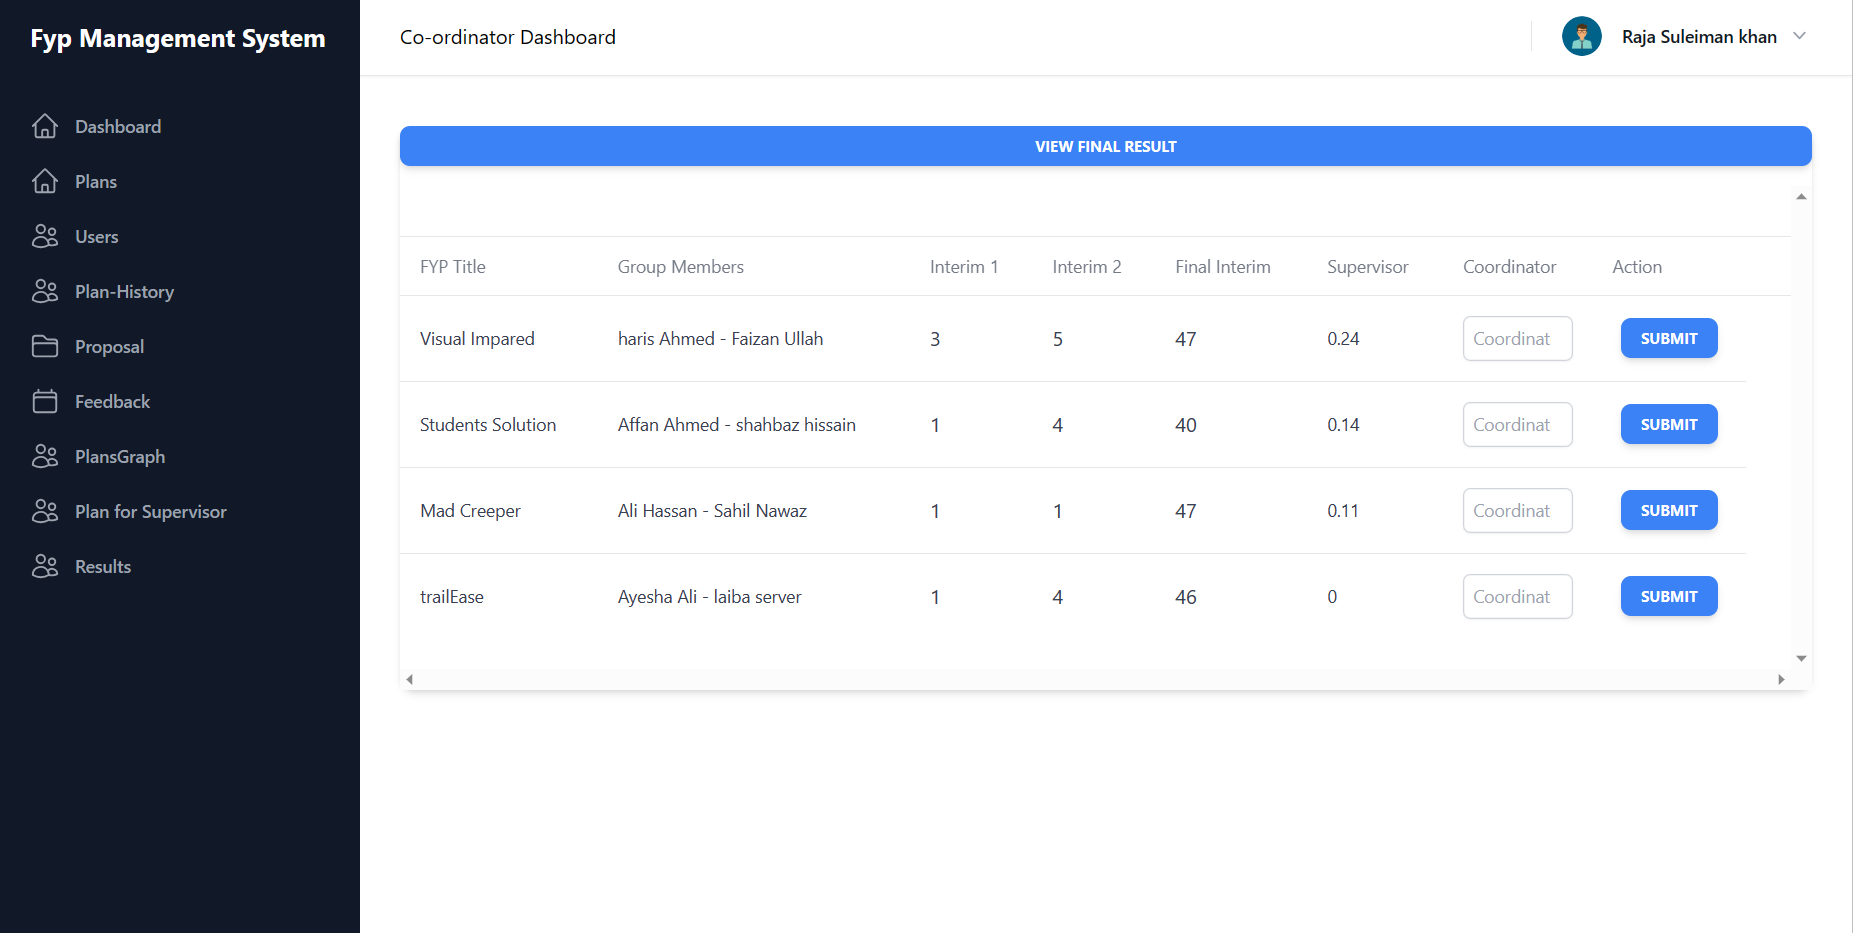 Fyp Management System
Dashboard
Plans
Users
Plan-History
Proposal
Feedback
PlansGraph
Plan for Supervisor
Results
Co-ordinator Dashboard
Raja Suleiman khan
VIEW FINAL RESULT
FYP Title Group Members Interim 1 Interim 2 Final Interim Supervisor Coordinator Action
Visual Impared haris Ahmed - Faizan Ullah 3 5 47 0.24 Coordinat SUBMIT
Students Solution Affan Ahmed - shahbaz hissain 1 4 40 0.14 Coordinat SUBMIT
Mad Creeper Ali Hassan - Sahil Nawaz 1 1 47 0.11 Coordinat SUBMIT
trailEase Ayesha Ali - laiba server 1 4 46 0 Coordinat SUBMIT